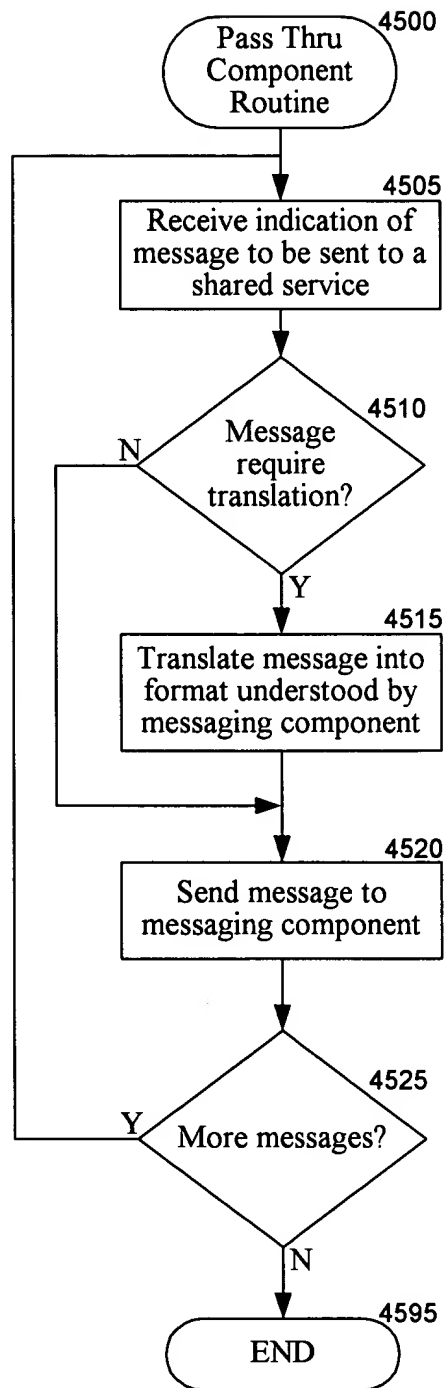 4500
Pass Thru
Component
Routine
4505
Receive indication of
message to be sent to a
shared service
4510
Message
require
translation?
N
Y
4515
Translate message into
format understood by
messaging component
4520
Send message to
messaging component
4525
More messages?
Y
N
4595
END